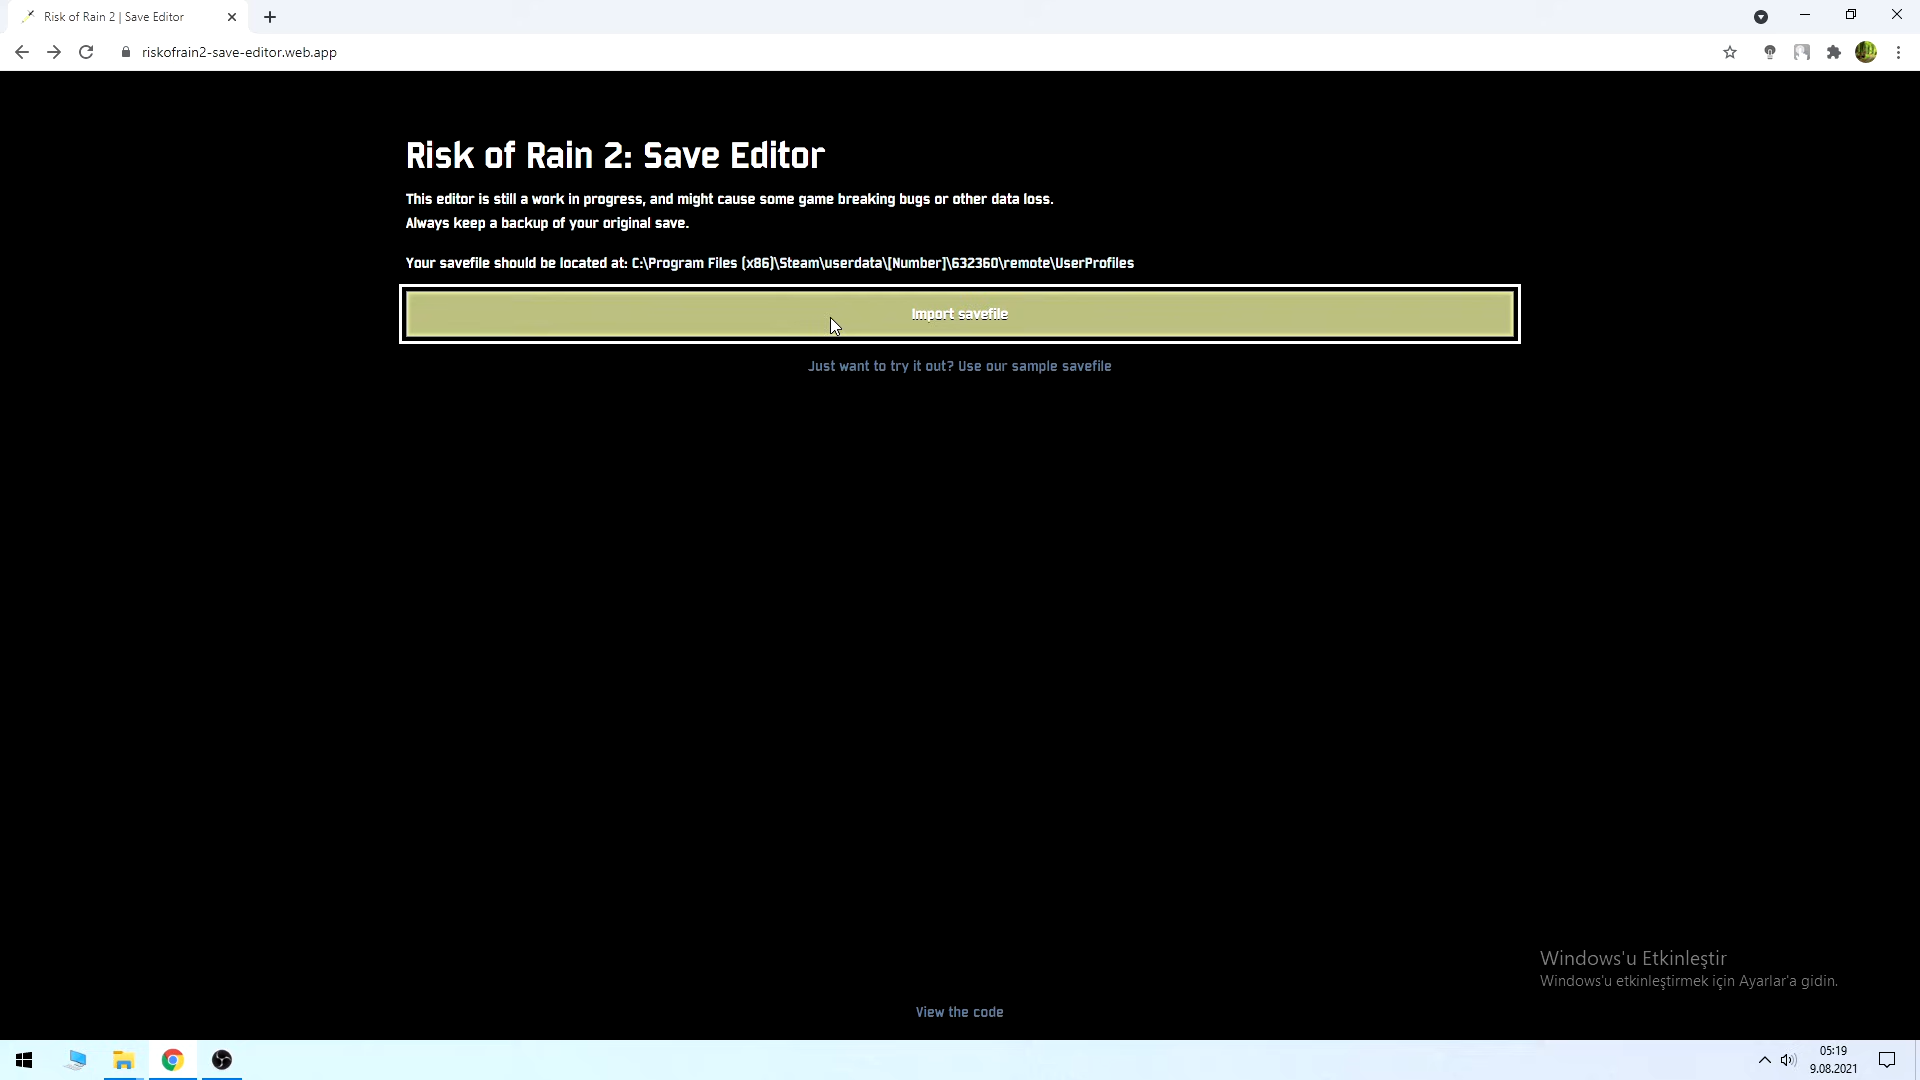 Risk of Rain 2 | Save Editor
riskofrain2-save-editor.web.app
Risk of Rain 2: Save Editor
This editor is still a work in progress, and might cause some game breaking bugs or other data loss.
Always keep a backup of your original save.
Your savefile should be located at: C:\Program Files (x86)\Steam\userdata\[Number]\632360\remote\UserProfiles
Import savefile
Just want to try it out? Use our sample savefile
Windows'u Etkinleştir
Windows'u etkinleştirmek için Ayarlar'a gidin.
View the code
05:19
9.08.2021